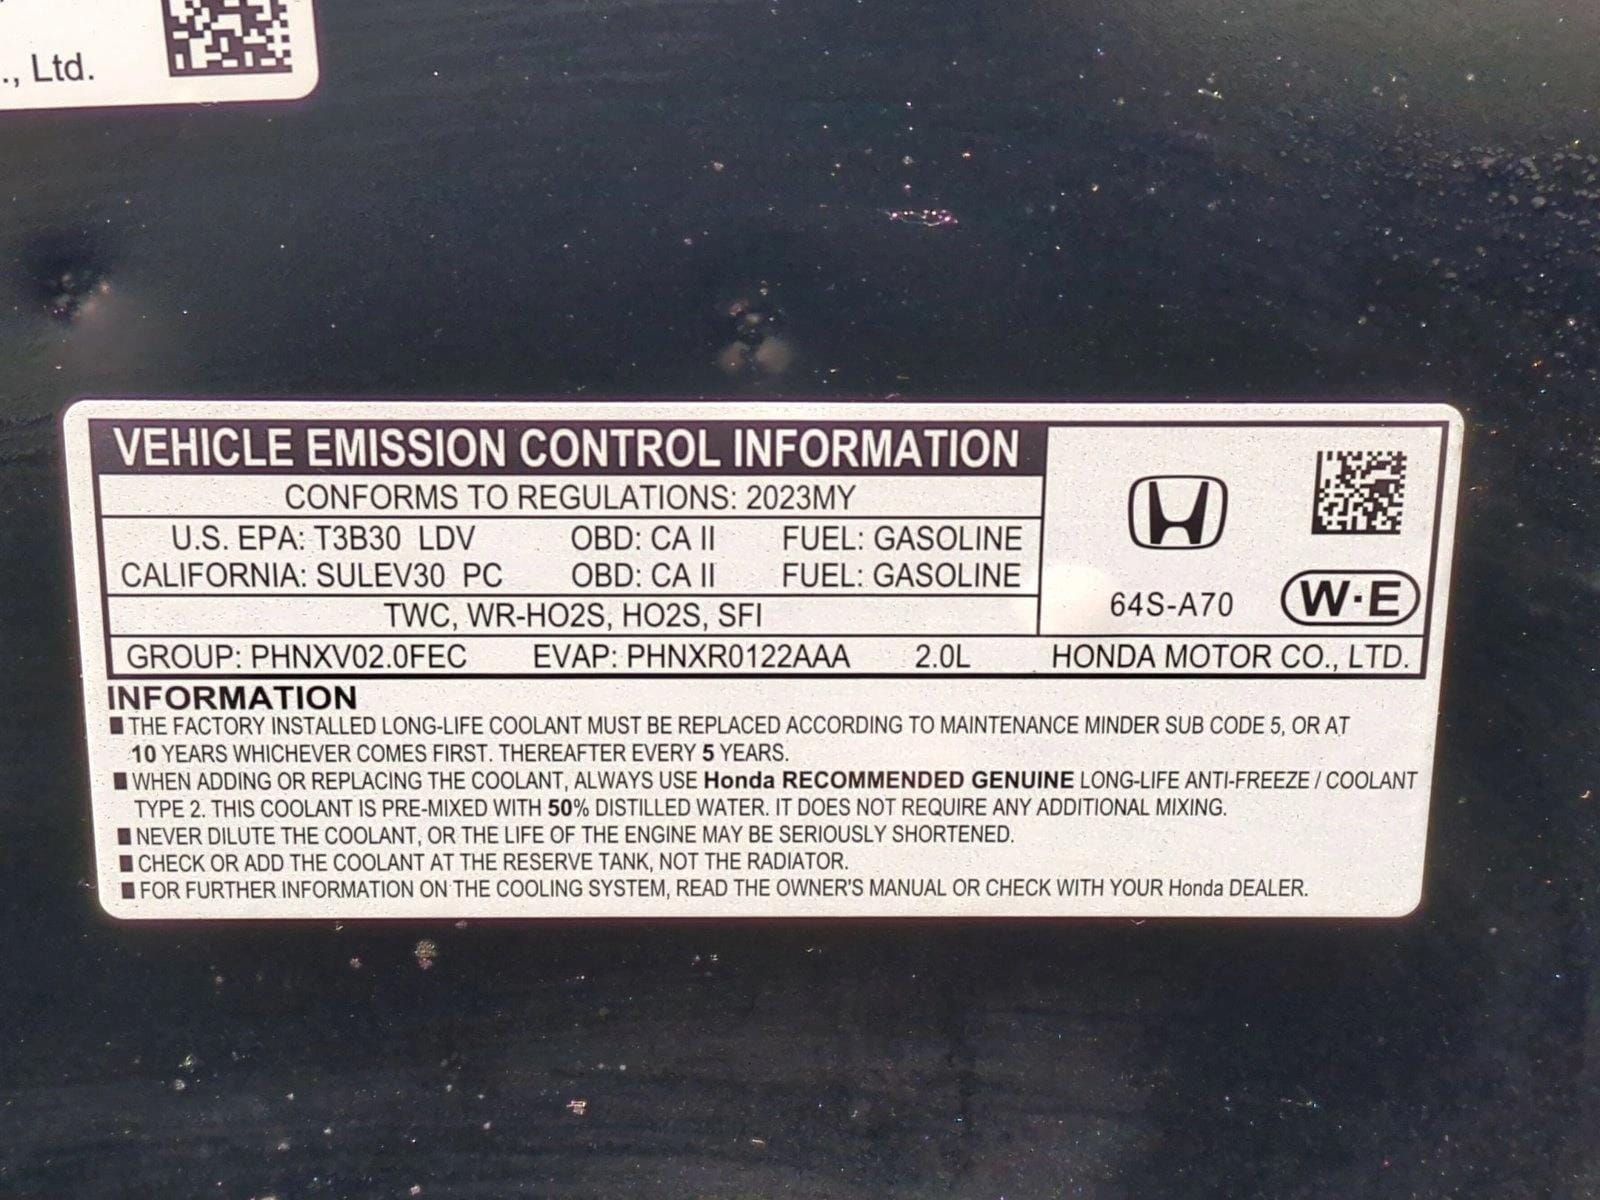 ., Ltd.
VEHICLE EMISSION CONTROL INFORMATION
CONFORMS TO REGULATIONS: 2023MY
U.S. EPA: T3B30 LDV OBD: CA II FUEL: GASOLINE
CALIFORNIA: SULEV30 PC OBD: CA II FUEL: GASOLINE
TWC, WR-HO2S, HO2S, SFI
64S-A70 W·E
GROUP: PHNXV02.0FEC EVAP: PHNXR0122AAA 2.0L HONDA MOTOR CO., LTD.
INFORMATION
■ THE FACTORY INSTALLED LONG-LIFE COOLANT MUST BE REPLACED ACCORDING TO MAINTENANCE MINDER SUB CODE 5, OR AT
10 YEARS WHICHEVER COMES FIRST. THEREAFTER EVERY 5 YEARS.
■ WHEN ADDING OR REPLACING THE COOLANT, ALWAYS USE Honda RECOMMENDED GENUINE LONG-LIFE ANTI-FREEZE / COOLANT
TYPE 2. THIS COOLANT IS PRE-MIXED WITH 50% DISTILLED WATER. IT DOES NOT REQUIRE ANY ADDITIONAL MIXING.
■ NEVER DILUTE THE COOLANT, OR THE LIFE OF THE ENGINE MAY BE SERIOUSLY SHORTENED.
■ CHECK OR ADD THE COOLANT AT THE RESERVE TANK, NOT THE RADIATOR.
■ FOR FURTHER INFORMATION ON THE COOLING SYSTEM, READ THE OWNER'S MANUAL OR CHECK WITH YOUR Honda DEALER.